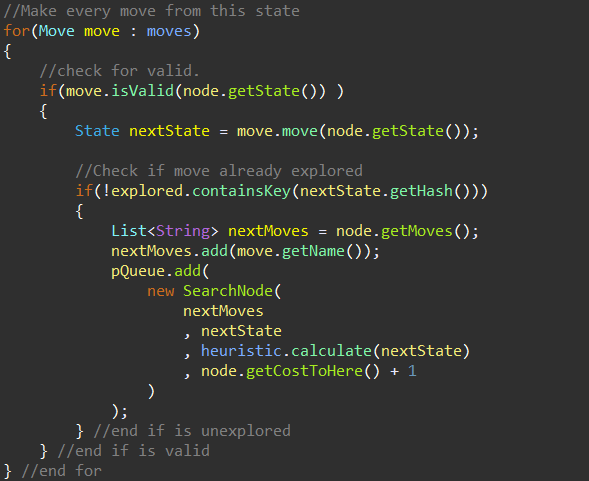 //Make every move from this state
for(Move move : moves)
{
    //check for valid.
    if(move.isValid(node.getState()) )
    {
        State nextState = move.move(node.getState());

        //Check if move already explored
        if(!explored.containsKey(nextState.getHash()))
        {
            List<String> nextMoves = node.getMoves();
            nextMoves.add(move.getName());
            pQueue.add(
                new SearchNode(
                    nextMoves
                    , nextState
                    , heuristic.calculate(nextState)
                    , node.getCostToHere() + 1
                )
            );
        } //end if is unexplored
    } //end if is valid
} //end for